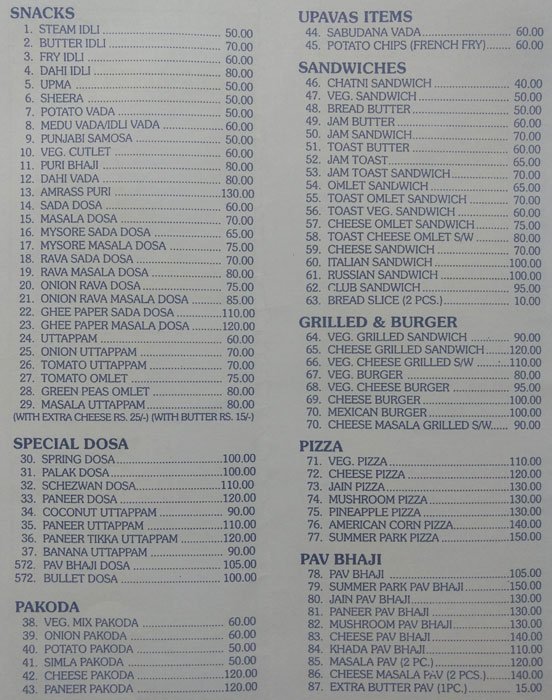 SNACKS
1. STEAM IDLI 50.00
2. BUTTER IDLI 70.00
3. FRY IDLI 60.00
4. DAHI IDLI 80.00
5. UPMA 50.00
6. SHEERA 50.00
7. POTATO VADA 50.00
8. MEDU VADA/IDLI VADA 60.00
9. PUNJABI SAMOSA 50.00
10. VEG. CUTLET 60.00
11. PURI BHAJI 80.00
12. DAHI VADA 80.00
13. AMRASS PURI 130.00
14. SADA DOSA 60.00
15. MASALA DOSA 70.00
16. MYSORE SADA DOSA 65.00
17. MYSORE MASALA DOSA 75.00
18. RAVA SADA DOSA 70.00
19. RAVA MASALA DOSA 80.00
20. ONION RAVA DOSA 75.00
21. ONION RAVA MASALA DOSA 85.00
22. GHEE PAPER SADA DOSA 110.00
23. GHEE PAPER MASALA DOSA 120.00
24. UTTAPPAM 60.00
25. ONION UTTAPPAM 70.00
26. TOMATO UTTAPPAM 70.00
27. TOMATO OMLET 75.00
28. GREEN PEAS OMLET 80.00
29. MASALA UTTAPPAM 80.00
(WITH EXTRA CHEESE RS. 25/-) (WITH BUTTER RS. 15/-)
SPECIAL DOSA
30. SPRING DOSA 100.00
31. PALAK DOSA 100.00
32. SCHEZWAN DOSA 110.00
33. PANEER DOSA 120.00
34. COCONUT UTTAPPAM 90.00
35. PANEER UTTAPPAM 110.00
36. PANEER TIKKA UTTAPPAM 120.00
37. BANANA UTTAPPAM 90.00
572. PAV BHAJI DOSA 105.00
572. BULLET DOSA 100.00
PAKODA
38. VEG. MIX PAKODA 60.00
39. ONION PAKODA 60.00
40. POTATO PAKODA 50.00
41. SIMLA PAKODA 50.00
42. CHEESE PAKODA 120.00
43. PANEER PAKODA 120.00
UPAVAS ITEMS
44. SABUDANA VADA 60.00
45. POTATO CHIPS (FRENCH FRY) 60.00
SANDWICHES
46. CHATNI SANDWICH 40.00
47. VEG. SANDWICH 50.00
48. BREAD BUTTER 50.00
49. JAM BUTTER 60.00
50. JAM SANDWICH 70.00
51. TOAST BUTTER 60.00
52. JAM TOAST 65.00
53. JAM TOAST SANDWICH 70.00
54. OMLET SANDWICH 65.00
55. TOAST OMLET SANDWICH 70.00
56. TOAST VEG. SANDWICH 60.00
57. CHEESE OMLET SANDWICH 75.00
58. TOAST CHEESE OMLET S/W 80.00
59. CHEESE SANDWICH 70.00
60. ITALIAN SANDWICH 100.00
61. RUSSIAN SANDWICH 100.00
62. CLUB SANDWICH 95.00
63. BREAD SLICE (2 PCS.) 10.00
GRILLED & BURGER
64. VEG. GRILLED SANDWICH 90.00
65. CHEESE GRILLED SANDWICH 120.00
66. VEG. CHEESE GRILLED S/W 110.00
67. VEG. BURGER 80.00
68. VEG. CHEESE BURGER 95.00
69. CHEESE BURGER 100.00
70. MEXICAN BURGER 100.00
70. CHEESE MASALA GRILLED S/W 90.00
PIZZA
71. VEG. PIZZA 110.00
72. CHEESE PIZZA 120.00
73. JAIN PIZZA 130.00
74. MUSHROOM PIZZA 130.00
75. PINEAPPLE PIZZA 130.00
76. AMERICAN CORN PIZZA 140.00
77. SUMMER PARK PIZZA 150.00
PAV BHAJI
78. PAV BHAJI 105.00
79. SUMMER PARK PAV BHAJI 150.00
80. JAIN PAV BHAJI 130.00
81. PANEER PAV BHAJI 130.00
82. MUSHROOM PAV BHAJI 130.00
83. CHEESE PAV BHAJI 140.00
84. KHADA PAV BHAJI 110.00
85. MASALA PAV (2 PC.) 120.00
86. CHEESE MASALA PAV (2 PCS.) 140.00
87. EXTRA BUTTER PAV (1PC.) 15.00